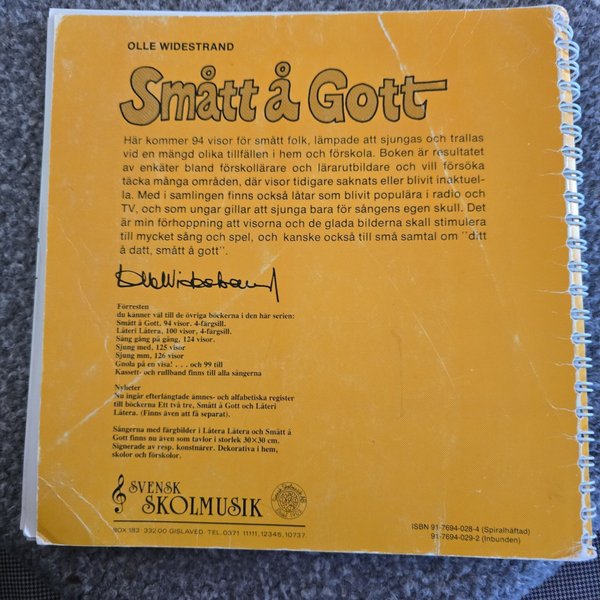 OLLE WIDESTRAND
Smått å Gott
Här kommer 94 visor för smått folk, lämpade att sjungas och trallas
vid en mängd olika tillfällen i hem och förskola. Boken är resultatet
av enkäter bland förskollärare och lärarutbildare och vill försöka
täcka många områden, där visor tidigare saknats eller blivit inaktuel-
la. Med i samlingen finns också låtar som blivit populära i radio och
TV, och som ungar gillar att sjunga bara för sångens egen skull. Det
är min förhoppning att visorna och de glada bilderna skall stimulera
till mycket sång och spel, och kanske också till små samtal om "ditt
å datt, smått å gott".
Förresten
du känner väl till de övriga böckerna i den här serien:
Smått å Gott, 94 visor, 4-färgsill.
Låteri Låtera, 100 visor, 4-färgsill.
Sång gång på gång, 124 visor.
Sjung med, 125 visor
Sjung mm, 126 visor
Gnola på en visa! . . . och 99 till
Kassett- och rullband finns till alla sångerna
Nyheter
Nu ingår efterlängtade ämnes- och alfabetiska register
till böckerna Ett två tre, Smått å Gott och Låteri
Låtera. (Finns även att få separat).
Sångerna med färgbilder i Låtera Låtera och Smått å
Gott finns nu även som tavlor i storlek 30×30 cm.
Signerade av resp. konstnärer. Dekorativa i hem,
skolor och förskolor.
SVENSK
SKOLMUSIK
BOX 183 332 00 GISLAVED. TEL. 0371 11111, 12345, 10737.
ISBN 91-7694-028-4 (Spiralhäftad)
91-7694-029-2 (Inbunden)